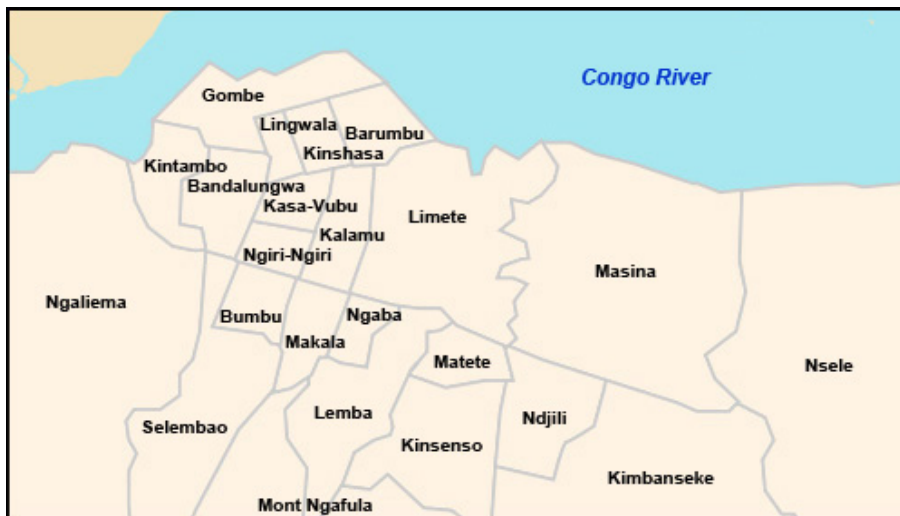 Congo River
Gombe
Lingwala
Barumbu
Kinshasa
Kintambo
Bandalungwa
Kasa-Vubu
Limete
Kalamu
Ngiri-Ngiri
Masina
Ngaliema
Bumbu
Ngaba
Makala
Matete
Nsele
Lemba
Ndjili
Selembao
Kinsenso
Kimbanseke
Mont Ngafula